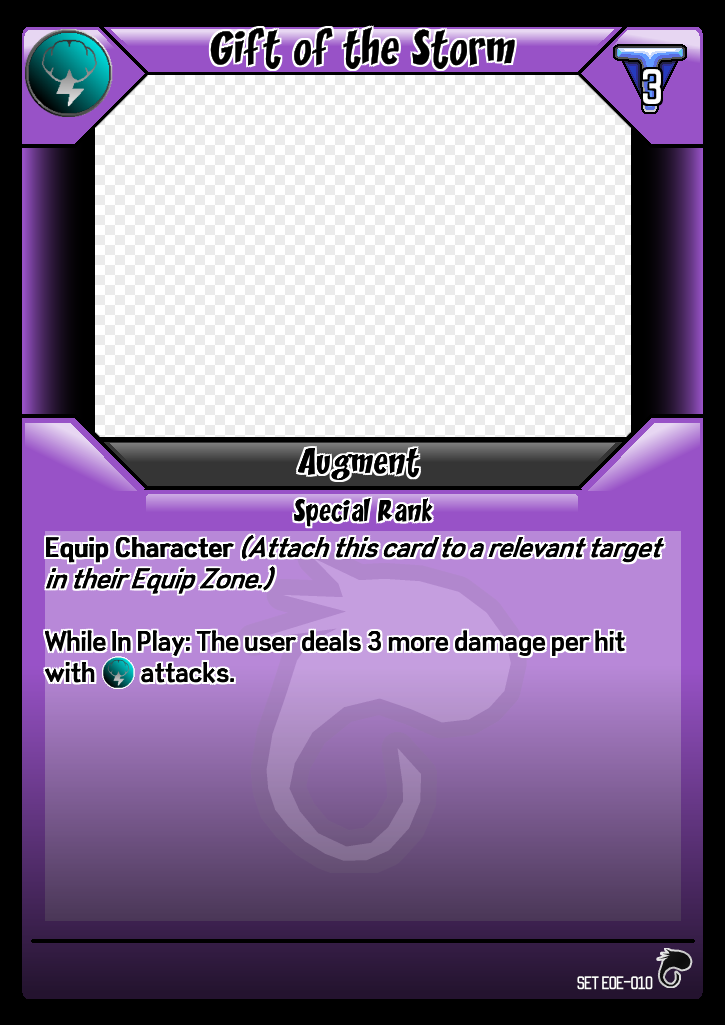 Gift of the Storm
3
Augment
Special Rank
Equip Character (Attach this card to a relevant target
in their Equip Zone.)
While In Play: The user deals 3 more damage per hit
with attacks.
SET EOE-010